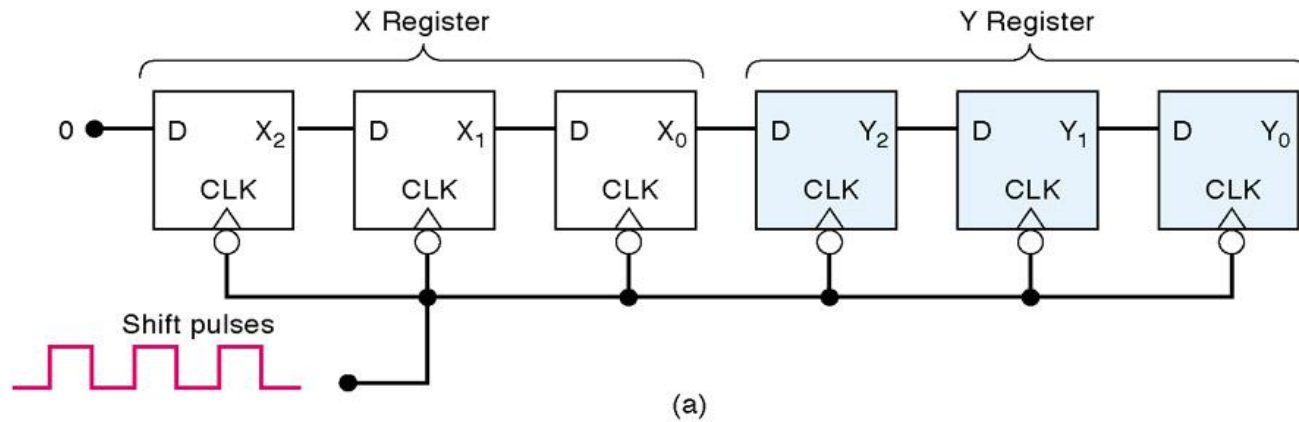 X Register Y Register
0 D X₂ D X₁ D X₀ D Y₂ D Y₁ D Y₀
CLK CLK CLK CLK CLK CLK
Shift pulses
(a)